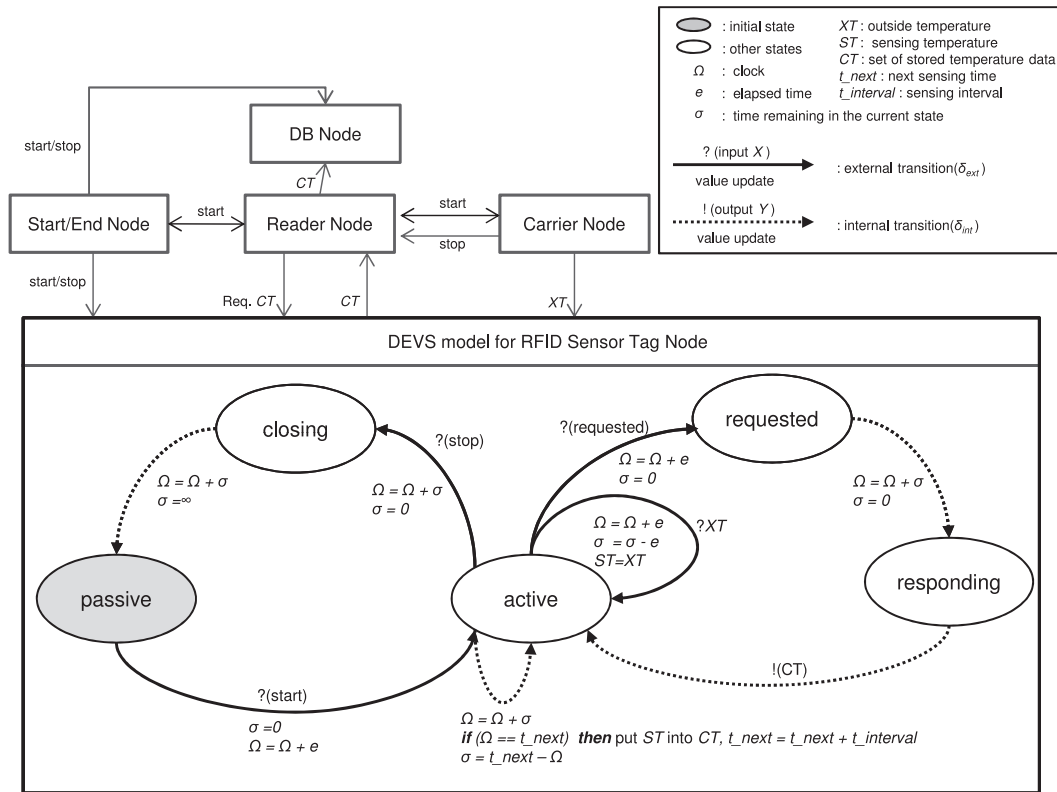 : initial state
: other states
Ω : clock
e : elapsed time
σ : time remaining in the current state
XT : outside temperature
ST : sensing temperature
CT : set of stored temperature data
t_next : next sensing time
t_interval : sensing interval
? (input X)
value update
: external transition(δext)
! (output Y)
value update
: internal transition(δint)
DB Node
start/stop
CT
Start/End Node
start
Reader Node
start
stop
Carrier Node
start/stop
Req. CT
CT
XT
DEVS model for RFID Sensor Tag Node
closing
?(stop)
?(requested)
requested
Ω = Ω + σ
σ =∞
Ω = Ω + σ
σ = 0
Ω = Ω + e
σ = 0
Ω = Ω + σ
σ = 0
Ω = Ω + e
σ = σ - e
ST=XT
?XT
passive
active
responding
?(start)
σ =0
Ω = Ω + e
!(CT)
Ω = Ω + σ
if (Ω == t_next) then put ST into CT, t_next = t_next + t_interval
σ = t_next – Ω